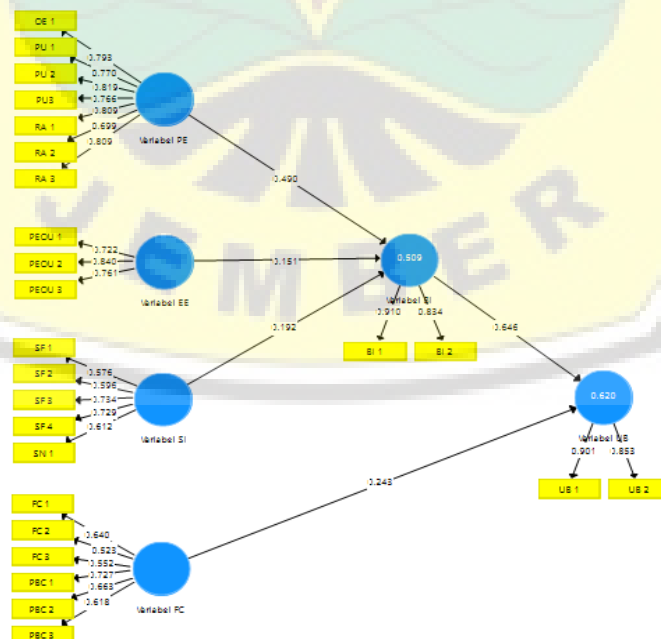 OE 1
PU 1
PU 2
PU3
RA 1
RA 2
RA 3
0.793
0.770
0.819
0.766
0.809
0.699
0.809
Variabel PE
0.490
PEOU 1
PEOU 2
PEOU 3
0.722
0.840
0.761
Variabel EE
0.151
0.509
Variabel BI
0.910
0.834
BI 1
BI 2
0.192
0.646
SF 1
SF 2
SF 3
SF 4
SN 1
0.576
0.596
0.734
0.729
0.612
Variabel SI
0.620
Variabel UB
0.901
0.853
UB 1
UB 2
0.243
FC 1
FC 2
FC 3
PBC 1
PBC 2
PBC 3
0.640
0.523
0.552
0.727
0.663
0.618
Variabel FC
JEMBER